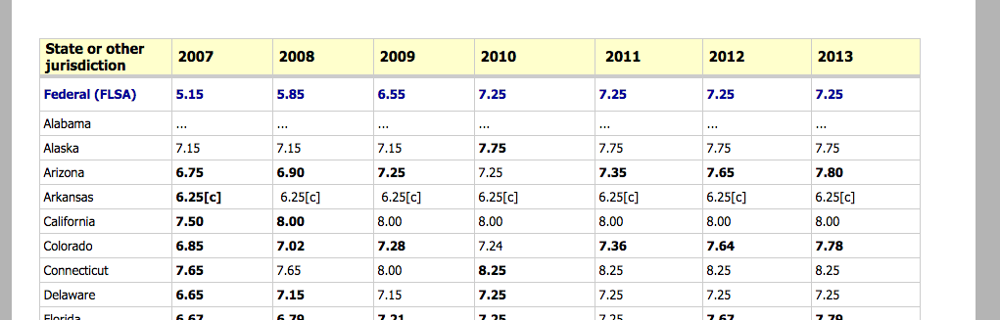 State or other jurisdiction 2007 2008 2009 2010 2011 2012 2013
Federal (FLSA) 5.15 5.85 6.55 7.25 7.25 7.25 7.25
Alabama ... ... ... ... ... ... ...
Alaska 7.15 7.15 7.15 7.75 7.75 7.75 7.75
Arizona 6.75 6.90 7.25 7.25 7.35 7.65 7.80
Arkansas 6.25[c] 6.25[c] 6.25[c] 6.25[c] 6.25[c] 6.25[c] 6.25[c]
California 7.50 8.00 8.00 8.00 8.00 8.00 8.00
Colorado 6.85 7.02 7.28 7.24 7.36 7.64 7.78
Connecticut 7.65 7.65 8.00 8.25 8.25 8.25 8.25
Delaware 6.65 7.15 7.15 7.25 7.25 7.25 7.25
Florida 6.67 6.79 7.21 7.25 7.25 7.67 7.79